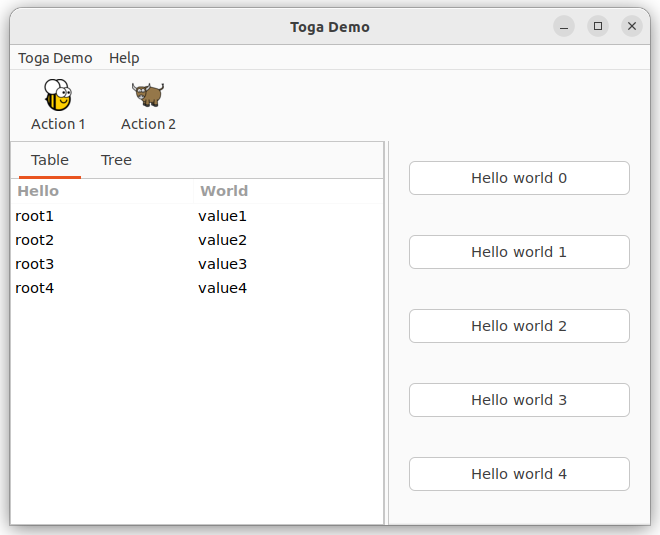 Toga Demo
Toga Demo Help
Action 1 Action 2
Table Tree
Hello World
root1 value1
root2 value2
root3 value3
root4 value4
Hello world 0
Hello world 1
Hello world 2
Hello world 3
Hello world 4